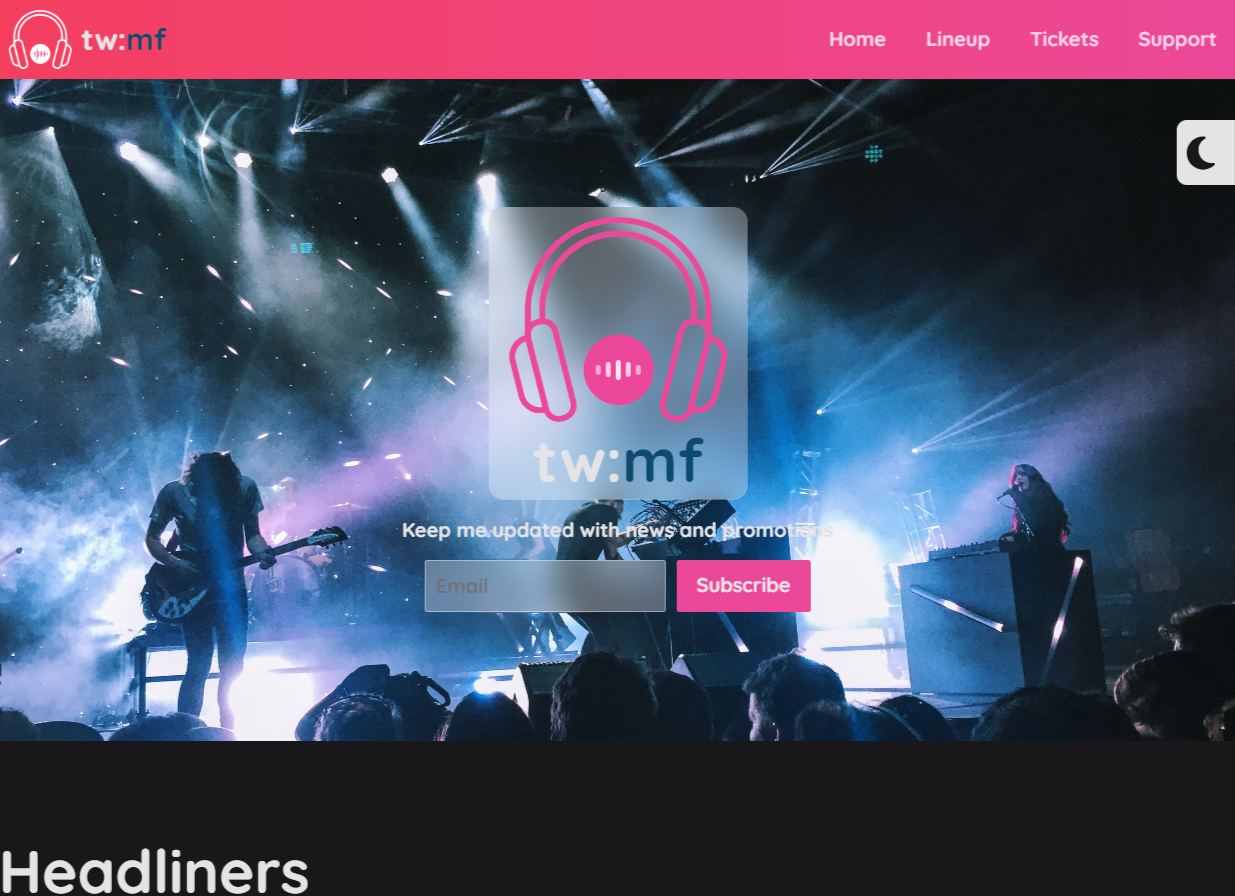 tw:mf
Home Lineup Tickets Support
tw:mf
Keep me updated with news and promotions
Email Subscribe
Headliners